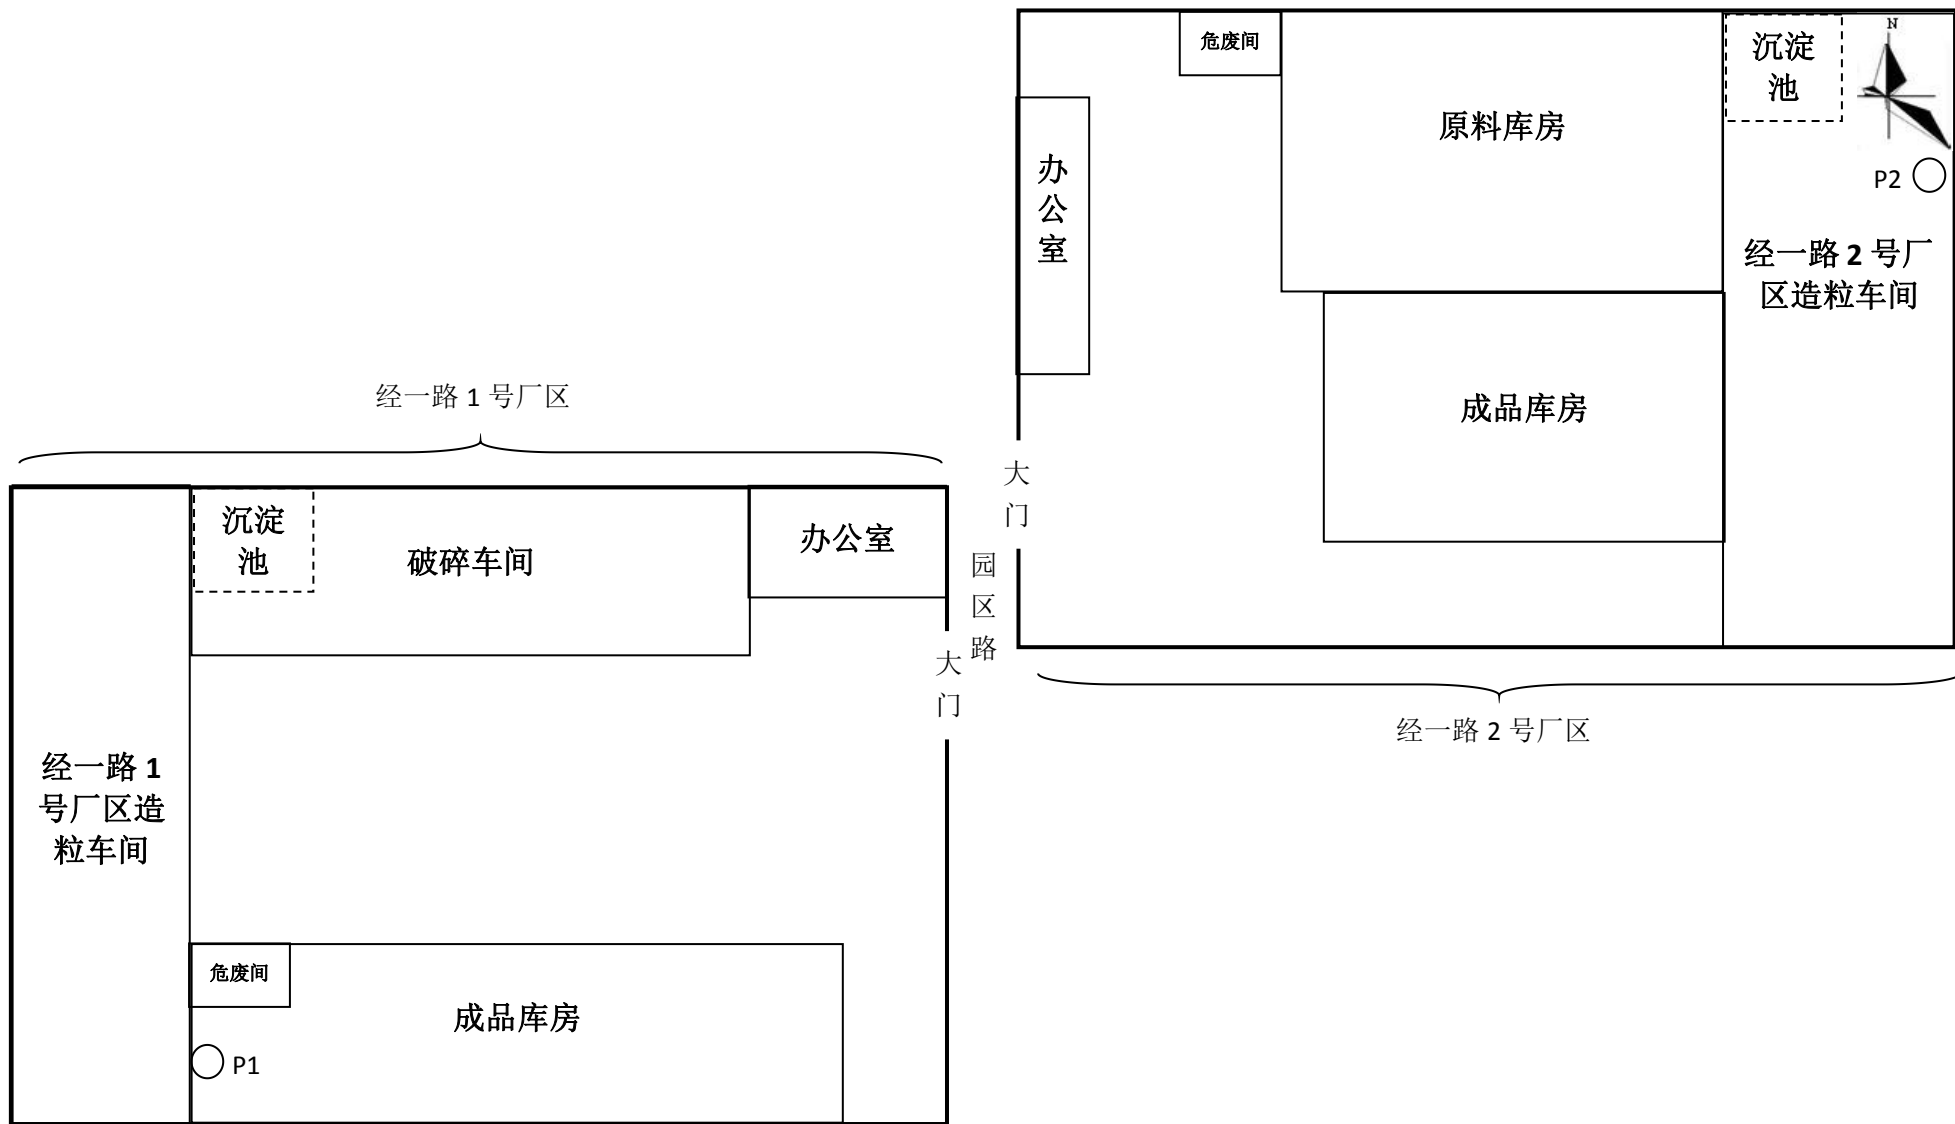 经一路 1 号厂区
沉淀
池
破碎车间
办公室
大
门
经一路 1
号厂区造
粒车间
危废间
成品库房
P1
园
区
路
危废间
原料库房
沉淀
池
N
P2
办
公
室
经一路 2 号厂
区造粒车间
成品库房
大
门
经一路 2 号厂区